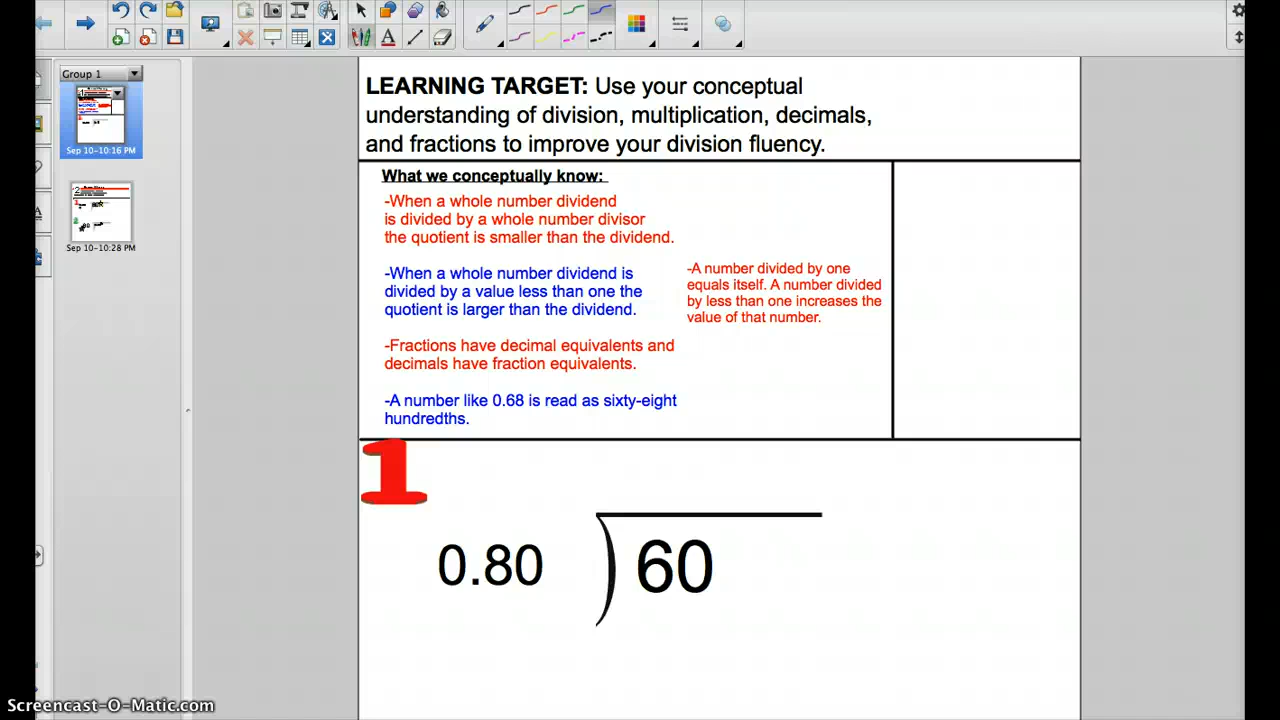 Group 1
Sep 10-10:16 PM
2
Sep 10-10:28 PM
LEARNING TARGET: Use your conceptual
understanding of division, multiplication, decimals,
and fractions to improve your division fluency.
What we conceptually know:
-When a whole number dividend
is divided by a whole number divisor
the quotient is smaller than the dividend.
-When a whole number dividend is
divided by a value less than one the
quotient is larger than the dividend.
-Fractions have decimal equivalents and
decimals have fraction equivalents.
-A number like 0.68 is read as sixty-eight
hundredths.
-A number divided by one
equals itself. A number divided
by less than one increases the
value of that number.
1
0.80 ) 60
Screencast-O-Matic.com